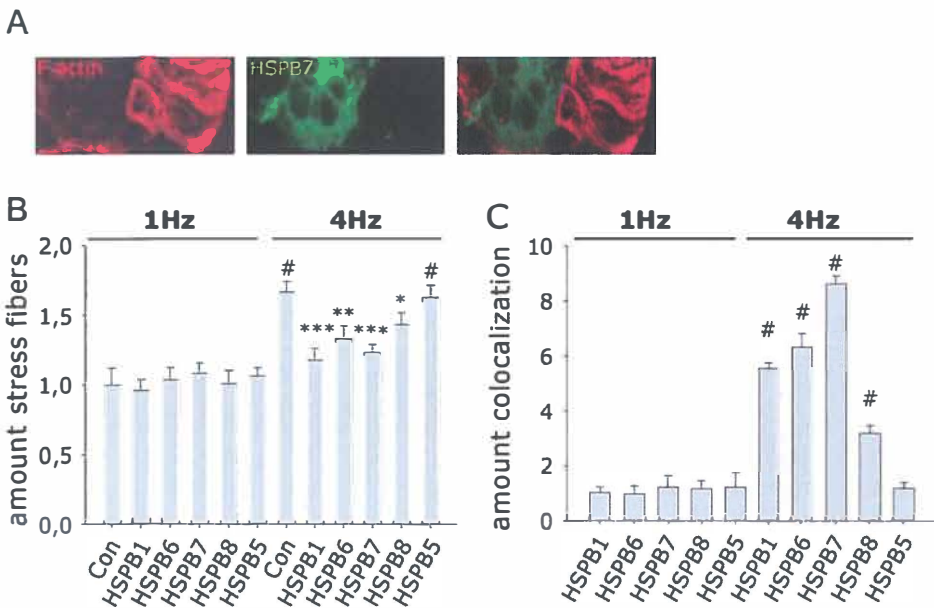 A
F-actin
HSPB7
B
1Hz
4Hz
amount stress fibers
2,0
1,5
1,0
0,5
0,0
#
***
**
***
*
#
Con
HSPB1
HSPB6
HSPB7
HSPB8
HSPB5
Con
HSPB1
HSPB6
HSPB7
HSPB8
HSPB5
C
1Hz
4Hz
amount colocalization
10
8
6
4
2
0
#
#
#
#
HSPB1
HSPB6
HSPB7
HSPB8
HSPB5
HSPB1
HSPB6
HSPB7
HSPB8
HSPB5